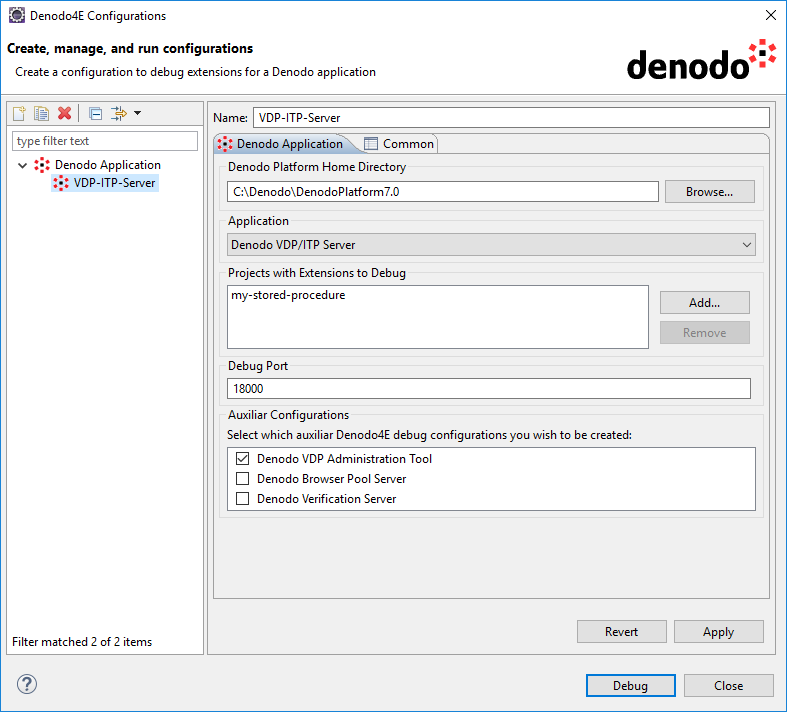 Denodo4E Configurations
Create, manage, and run configurations
Create a configuration to debug extensions for a Denodo application
denodo
type filter text
Denodo Application
VDP-ITP-Server
Filter matched 2 of 2 items
Name: VDP-ITP-Server
Denodo Application Common
Denodo Platform Home Directory
C:\Denodo\DenodoPlatform7.0 Browse...
Application
Denodo VDP/ITP Server
Projects with Extensions to Debug
my-stored-procedure
Add...
Remove
Debug Port
18000
Auxiliar Configurations
Select which auxiliar Denodo4E debug configurations you wish to be created:
Denodo VDP Administration Tool
Denodo Browser Pool Server
Denodo Verification Server
Revert Apply
? Debug Close